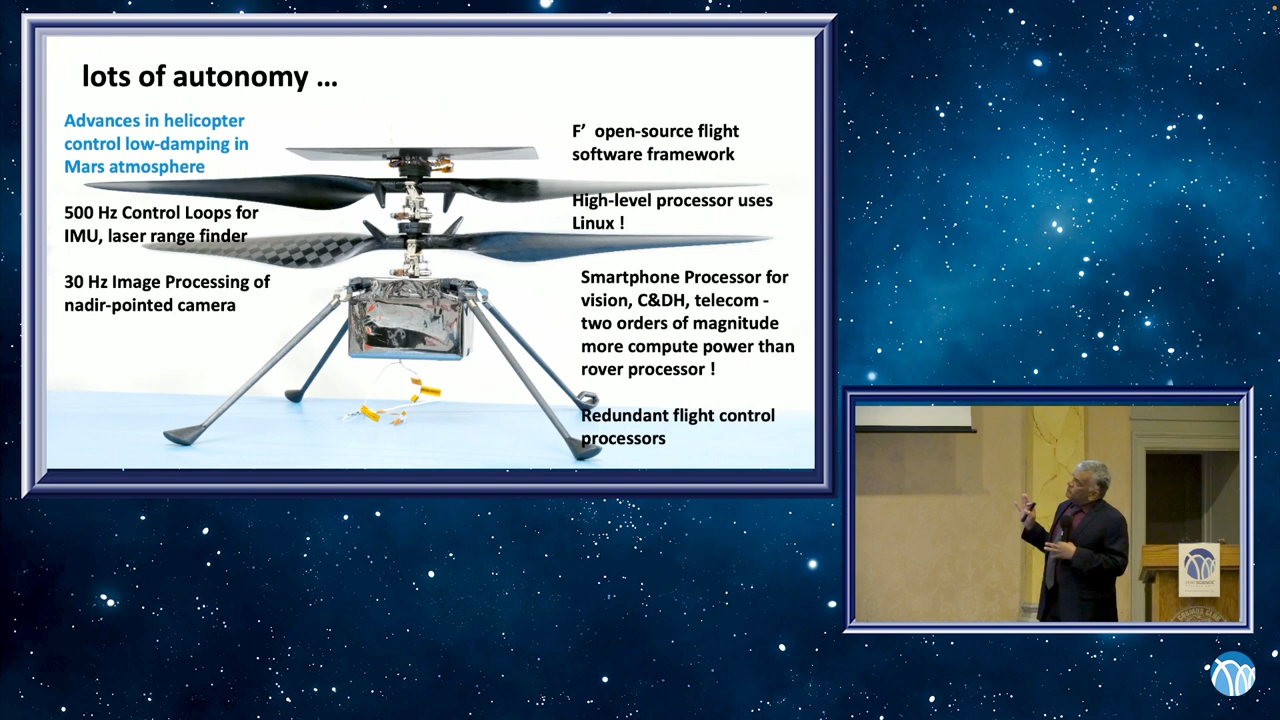 lots of autonomy ...
Advances in helicopter
control low-damping in
Mars atmosphere
500 Hz Control Loops for
IMU, laser range finder
30 Hz Image Processing of
nadir-pointed camera
F’ open-source flight
software framework
High-level processor uses
Linux !
Smartphone Processor for
vision, C&DH, telecom -
two orders of magnitude
more compute power than
rover processor !
Redundant flight control
processors
COSMOS CLUB